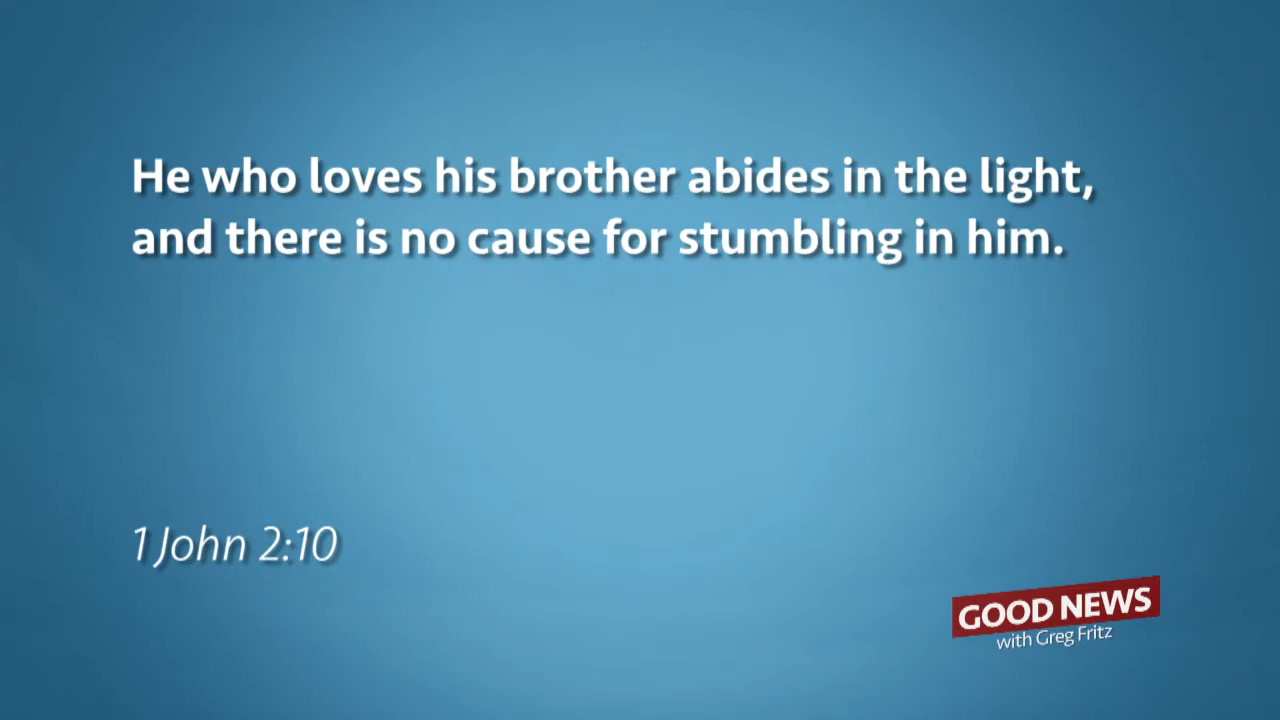 He who loves his brother abides in the light,
and there is no cause for stumbling in him.
1 John 2:10
GOOD NEWS
with Greg Fritz